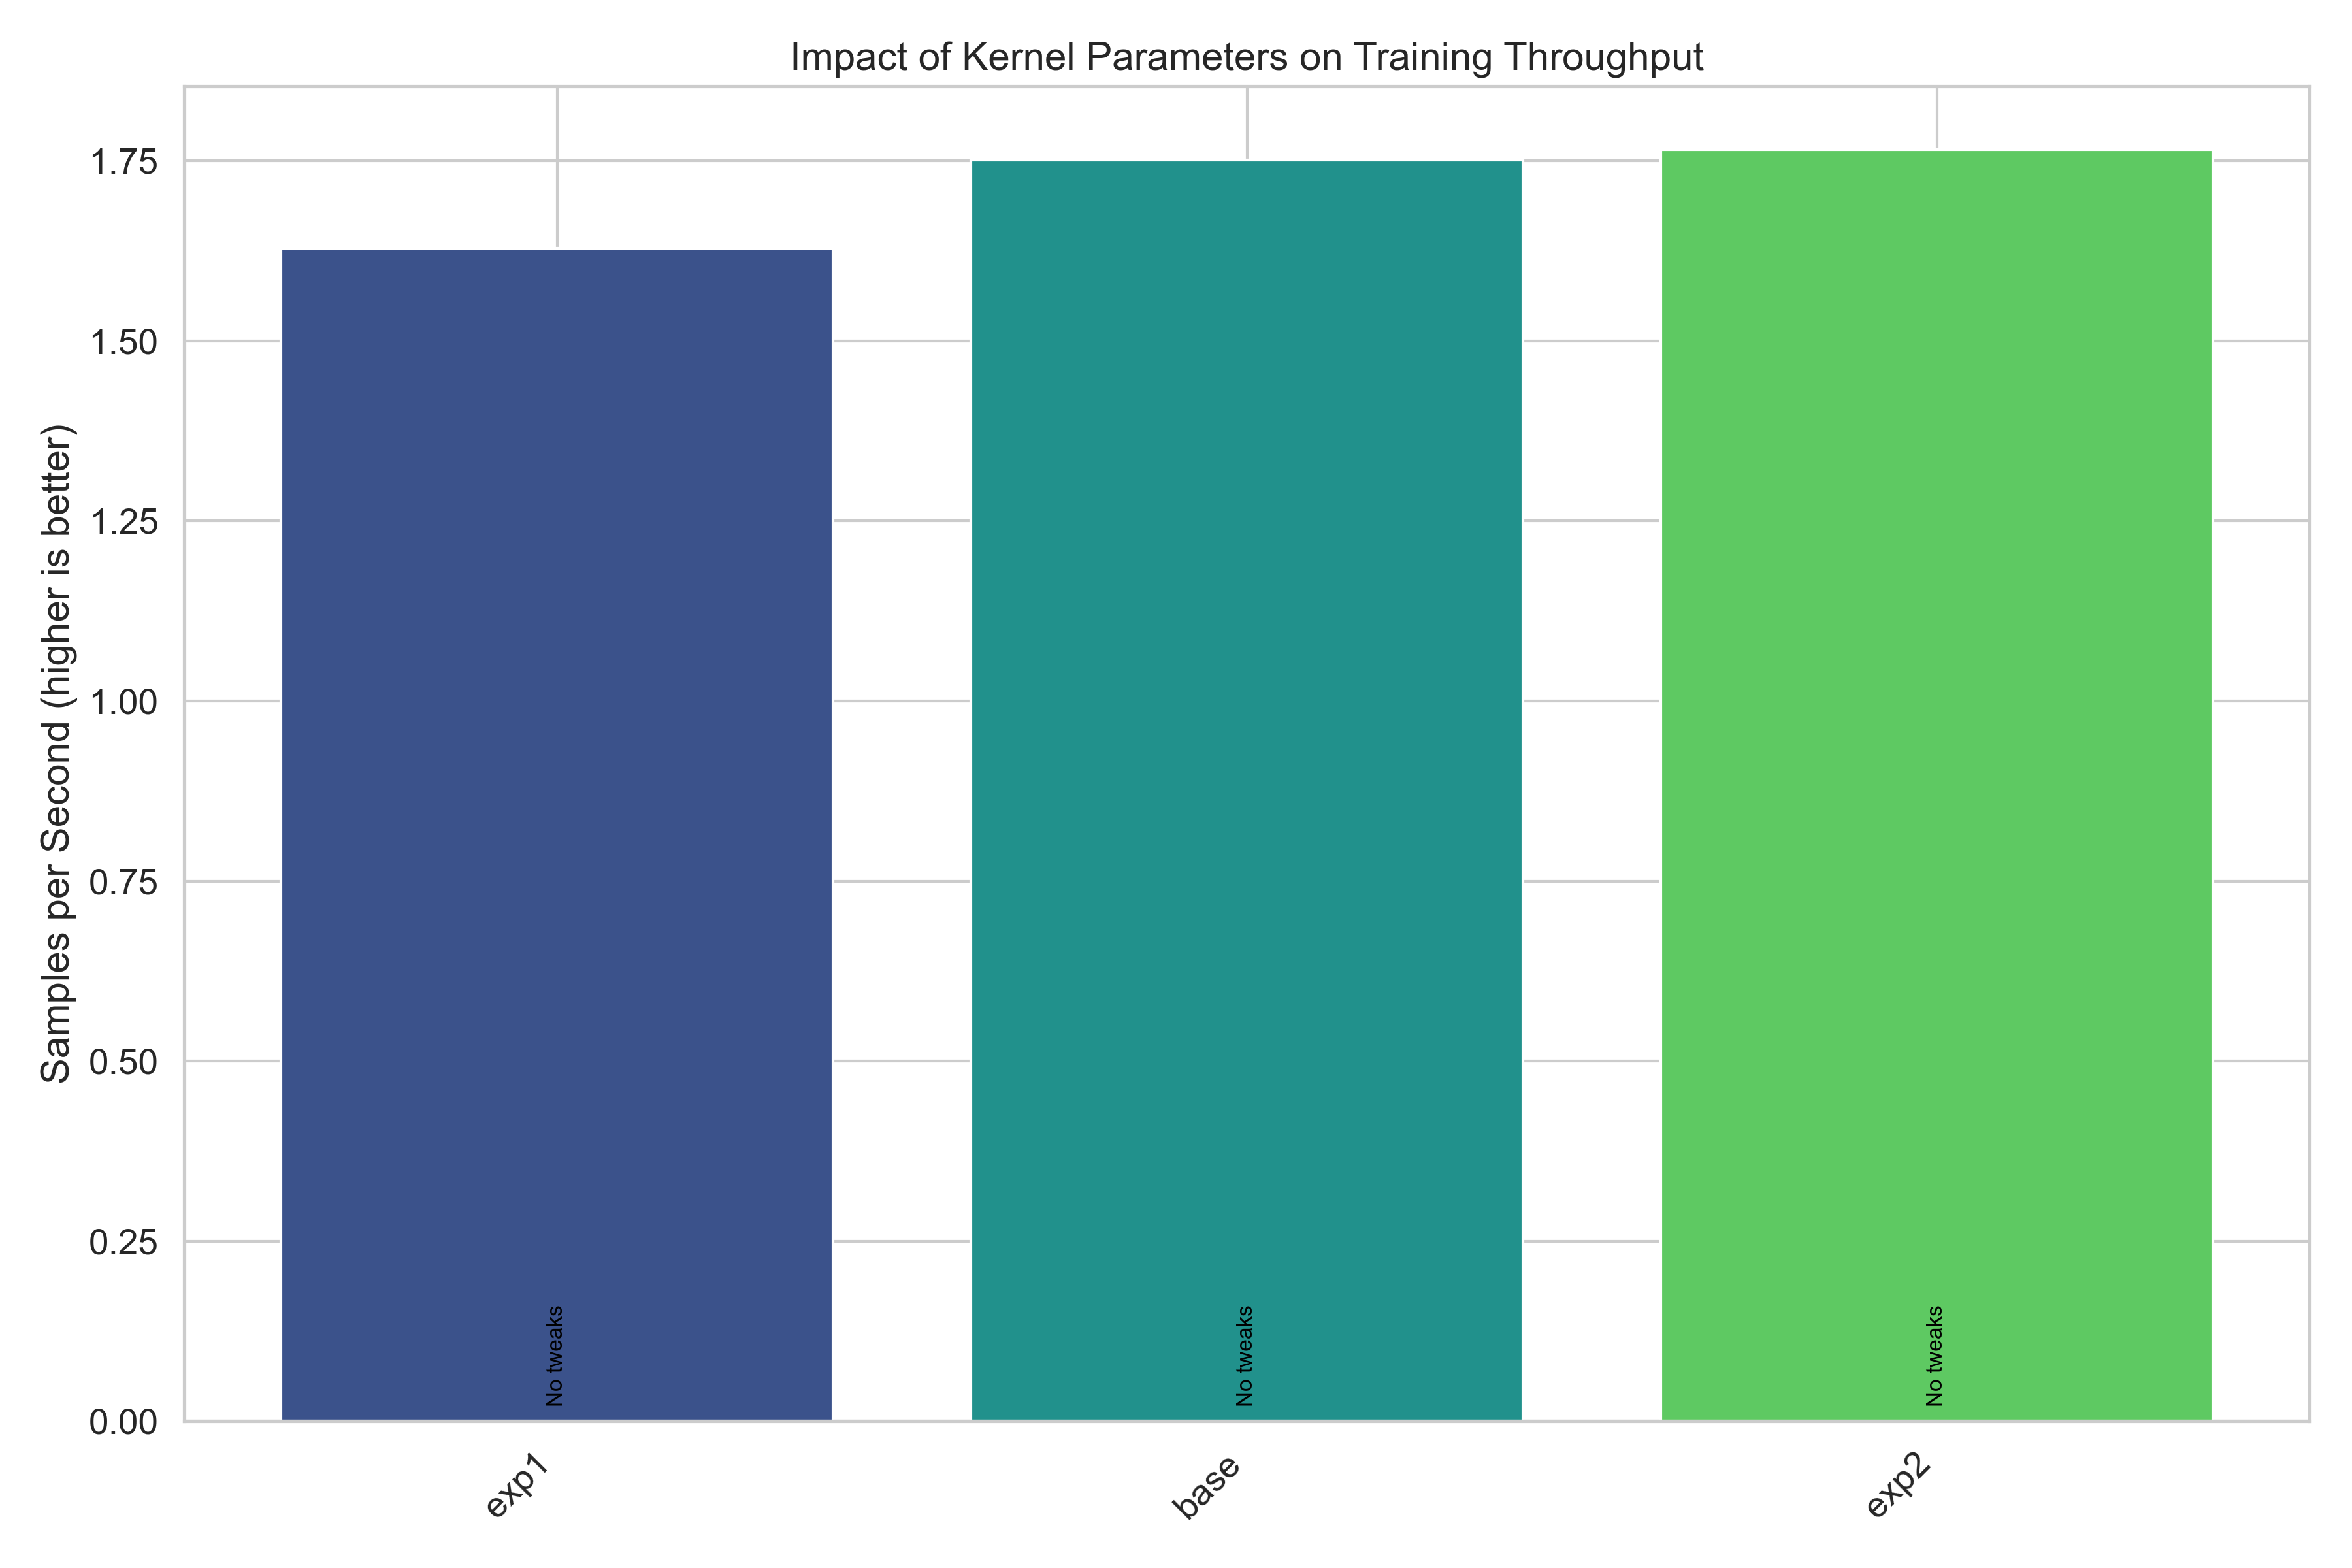 Impact of Kernel Parameters on Training Throughput
Samples per Second (higher is better)
1.75
1.50
1.25
1.00
0.75
0.50
0.25
0.00
No tweaks
No tweaks
No tweaks
exp1
base
exp2